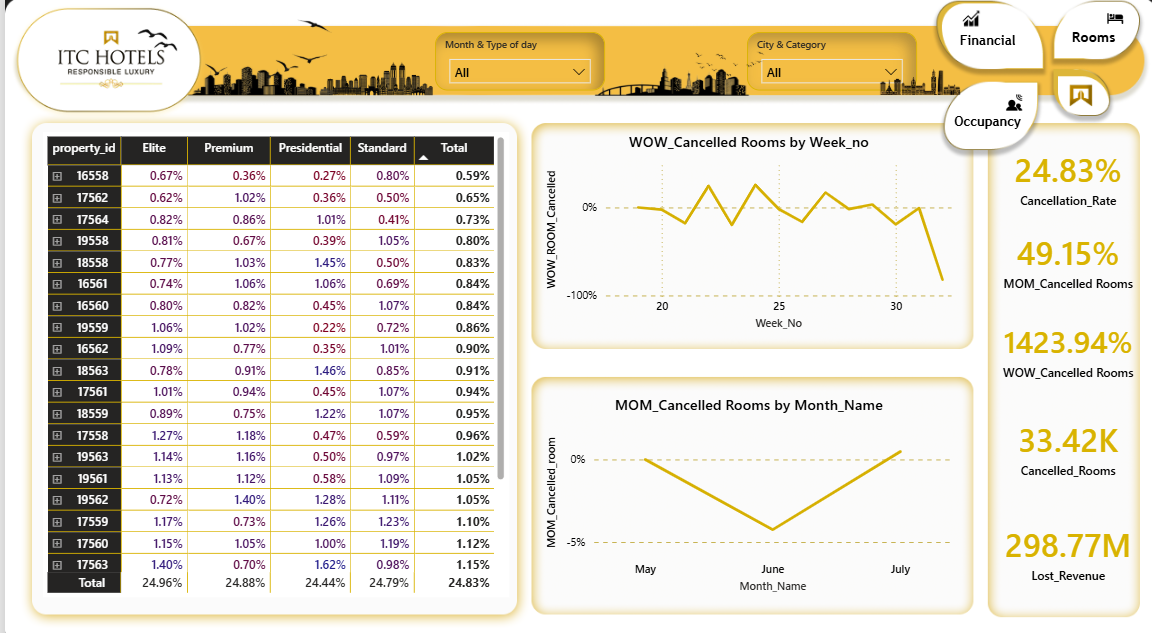 ITC HOTELS
RESPONSIBLE LUXURY
Month & Type of day
All
City & Category
All
Financial
Rooms
Occupancy
property_id Elite Premium Presidential Standard Total
16558 0.67% 0.36% 0.27% 0.80% 0.59%
17562 0.62% 1.02% 0.36% 0.50% 0.65%
17564 0.82% 0.86% 1.01% 0.41% 0.73%
19558 0.81% 0.67% 0.39% 1.05% 0.80%
18558 0.77% 1.03% 1.45% 0.50% 0.83%
16561 0.74% 1.06% 1.06% 0.69% 0.84%
16560 0.80% 0.82% 0.45% 1.07% 0.84%
19559 1.06% 1.02% 0.22% 0.72% 0.86%
16562 1.09% 0.77% 0.35% 1.01% 0.90%
18563 0.78% 0.91% 1.46% 0.85% 0.91%
17561 1.01% 0.94% 0.45% 1.07% 0.94%
18559 0.89% 0.75% 1.22% 1.07% 0.95%
17558 1.27% 1.18% 0.47% 0.59% 0.96%
19563 1.14% 1.16% 0.50% 0.97% 1.02%
19561 1.13% 1.12% 0.58% 1.09% 1.05%
19562 0.72% 1.40% 1.28% 1.11% 1.05%
17559 1.17% 0.73% 1.26% 1.23% 1.10%
17560 1.15% 1.05% 1.00% 1.19% 1.12%
17563 1.40% 0.70% 1.62% 0.98% 1.15%
Total 24.96% 24.88% 24.44% 24.79% 24.83%
WOW_Cancelled Rooms by Week_no
WOW_ROOM_Cancelled
0%
-100%
20 25 30
Week_No
MOM_Cancelled Rooms by Month_Name
MOM_Cancelled_room
0%
-5%
May June July
Month_Name
24.83%
Cancellation_Rate
49.15%
MOM_Cancelled Rooms
1423.94%
WOW_Cancelled Rooms
33.42K
Cancelled_Rooms
298.77M
Lost_Revenue